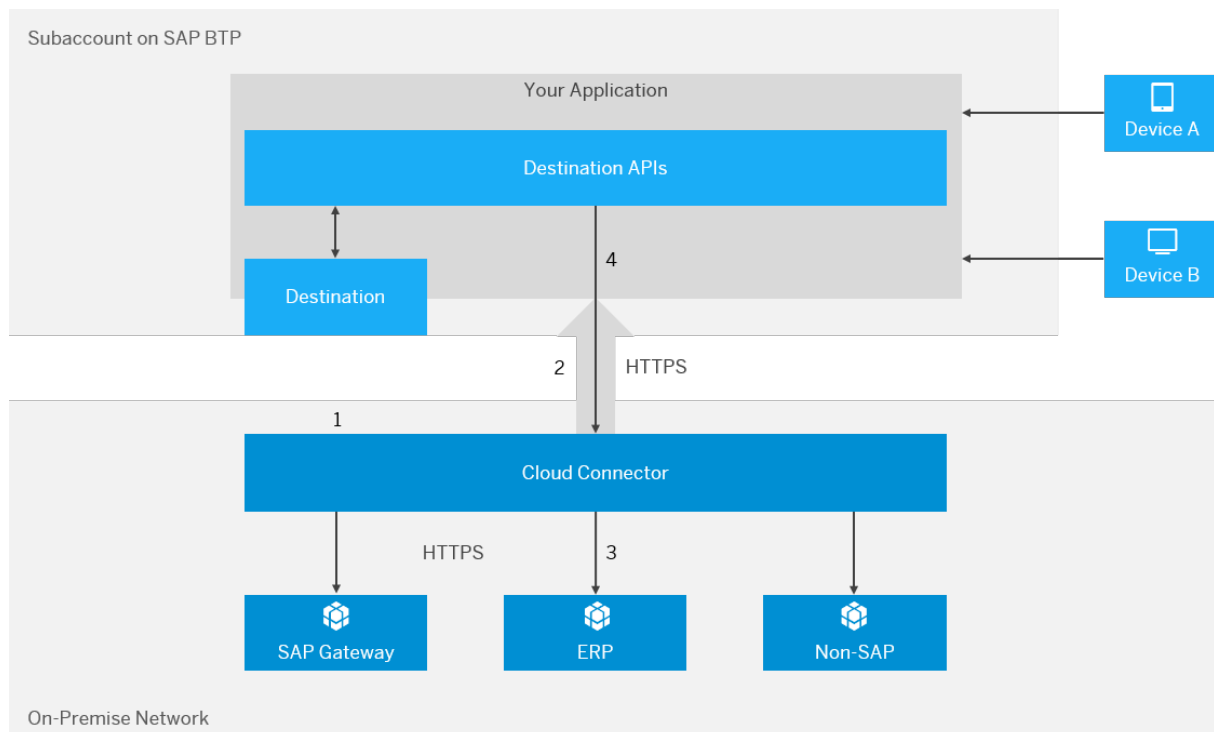 Subaccount on SAP BTP
Your Application
Device A
Destination APIs
Device B
4
Destination
2
HTTPS
1
Cloud Connector
HTTPS
3
SAP Gateway
ERP
Non-SAP
On-Premise Network